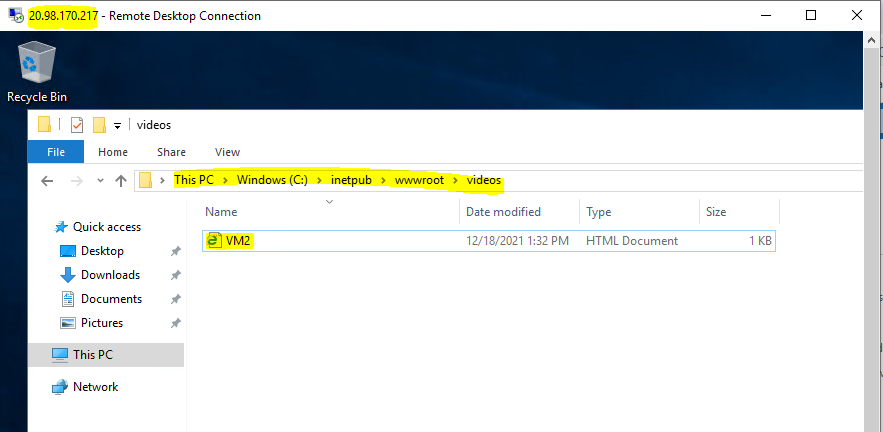 20.98.170.217 - Remote Desktop Connection
Recycle Bin
videos
File Home Share View
This PC Windows (C:) inetpub wwwroot videos
Name Date modified Type Size
Quick access
VM2 12/18/2021 1:32 PM HTML Document 1 KB
Desktop
Downloads
Documents
Pictures
This PC
Network